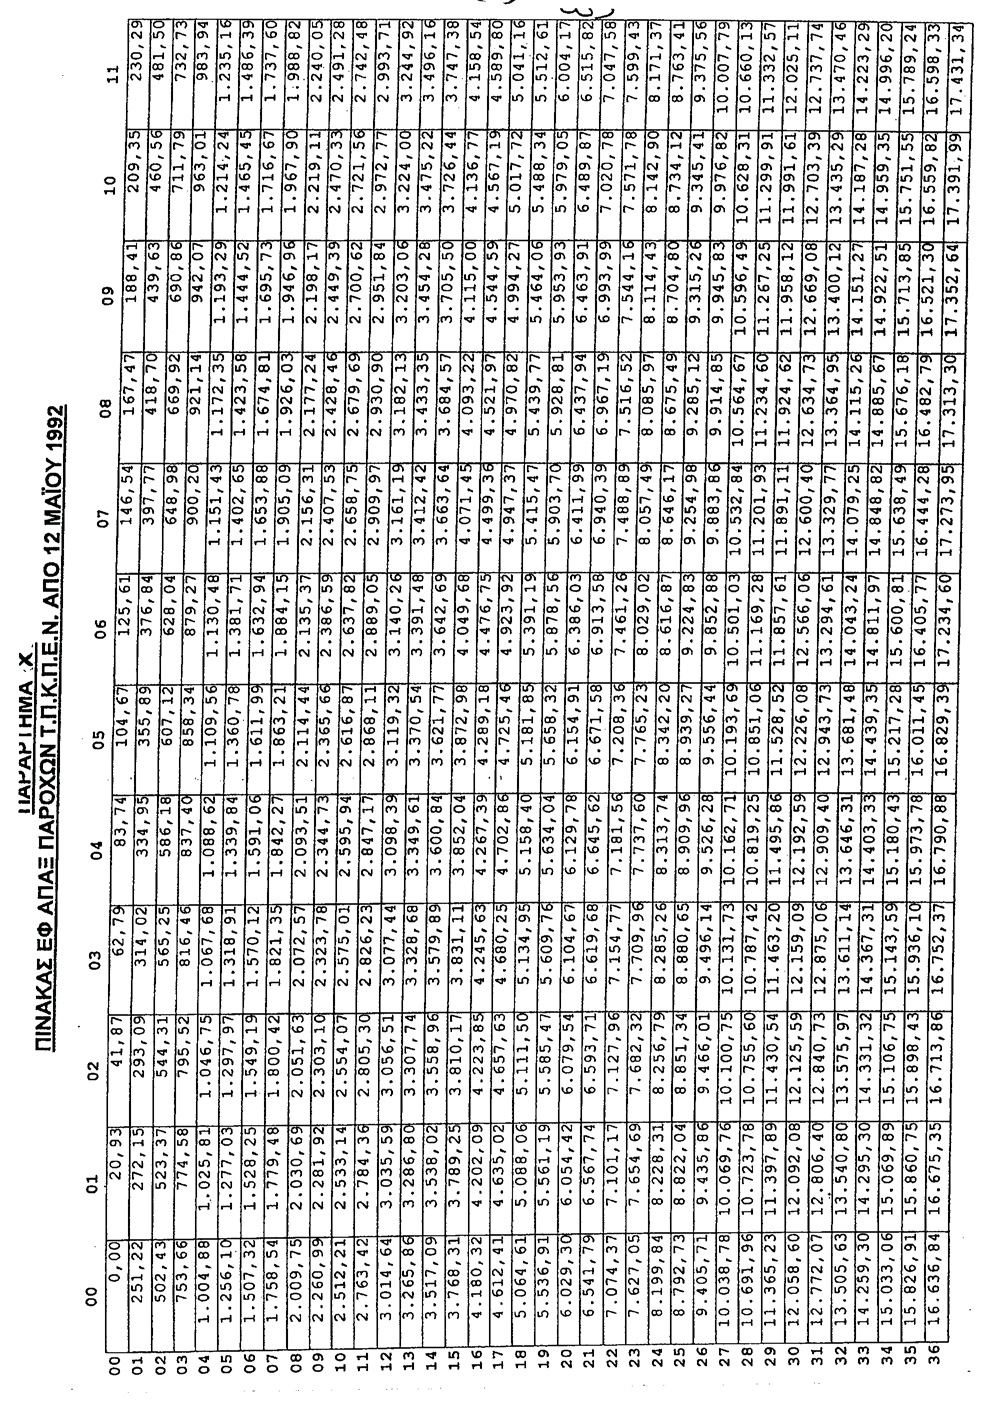 ΠΑΡΑΡΤΗΜΑ Χ
ΠΙΝΑΚΑΣ ΕΦ ΑΠΑΞ ΠΑΡΟΧΩΝ Τ.Π.Κ.Π.Ε.Ν. ΑΠΟ 12 ΜΑΪΟΥ 1992
00 01 02 03 04 05 06 07 08 09 10 11
00 0,00 20,93 41,87 62,79 83,74 104,67 125,61 146,54 167,47 188,41 209,35 230,29
01 251,22 272,15 293,09 314,02 334,95 355,89 376,84 397,77 418,70 439,63 460,56 481,50
02 502,43 523,37 544,31 565,25 586,18 607,12 628,04 648,98 669,92 690,86 711,79 732,73
03 753,66 774,58 795,52 816,46 837,40 858,34 879,27 900,20 921,14 942,07 963,01 983,94
04 1.004,88 1.025,81 1.046,75 1.067,68 1.088,62 1.109,56 1.130,48 1.151,43 1.172,35 1.193,29 1.214,24 1.235,16
05 1.256,10 1.277,03 1.297,97 1.318,91 1.339,84 1.360,78 1.381,71 1.402,65 1.423,58 1.444,52 1.465,45 1.486,39
06 1.507,32 1.528,25 1.549,19 1.570,12 1.591,06 1.611,99 1.632,94 1.653,88 1.674,81 1.695,73 1.716,67 1.737,60
07 1.758,54 1.779,48 1.800,42 1.821,35 1.842,27 1.863,21 1.884,15 1.905,09 1.926,03 1.946,96 1.967,90 1.988,82
08 2.009,75 2.030,69 2.051,63 2.072,57 2.093,51 2.114,44 2.135,37 2.156,31 2.177,24 2.198,17 2.219,11 2.240,05
09 2.260,99 2.281,92 2.303,10 2.323,78 2.344,73 2.365,66 2.386,59 2.407,53 2.428,46 2.449,39 2.470,33 2.491,28
10 2.512,21 2.533,14 2.554,07 2.575,01 2.595,94 2.616,87 2.637,82 2.658,75 2.679,69 2.700,62 2.721,56 2.742,48
11 2.763,42 2.784,36 2.805,30 2.826,23 2.847,17 2.868,11 2.889,05 2.909,97 2.930,90 2.951,84 2.972,77 2.993,71
12 3.014,64 3.035,59 3.056,51 3.077,44 3.098,39 3.119,32 3.140,26 3.161,19 3.182,13 3.203,06 3.224,00 3.244,92
13 3.265,86 3.286,80 3.307,74 3.328,68 3.349,61 3.370,54 3.391,48 3.412,42 3.433,35 3.454,28 3.475,22 3.496,16
14 3.517,09 3.538,02 3.558,96 3.579,89 3.600,84 3.621,77 3.642,69 3.663,64 3.684,57 3.705,50 3.726,44 3.747,38
15 3.768,31 3.789,25 3.810,17 3.831,11 3.852,04 3.872,98 4.049,68 4.071,45 4.093,22 4.115,00 4.136,77 4.158,54
16 4.180,32 4.202,09 4.223,85 4.245,63 4.267,39 4.289,18 4.476,75 4.499,36 4.521,97 4.544,59 4.567,19 4.589,80
17 4.612,41 4.635,02 4.657,63 4.680,25 4.702,86 4.725,46 4.923,92 4.947,37 4.970,82 4.994,27 5.017,72 5.041,16
18 5.064,61 5.088,06 5.111,50 5.134,95 5.158,40 5.181,85 5.391,19 5.415,47 5.439,77 5.464,06 5.488,34 5.512,61
19 5.536,91 5.561,19 5.585,47 5.609,76 5.634,04 5.658,32 5.878,56 5.903,70 5.928,81 5.953,93 5.979,05 6.004,17
20 6.029,30 6.054,42 6.079,54 6.104,67 6.129,78 6.154,91 6.386,03 6.411,99 6.437,94 6.463,91 6.489,87 6.515,82
21 6.541,79 6.567,74 6.593,71 6.619,68 6.645,62 6.671,58 6.913,58 6.940,39 6.967,19 6.993,99 7.020,78 7.047,58
22 7.074,37 7.101,17 7.127,96 7.154,77 7.181,56 7.208,36 7.461,26 7.488,89 7.516,52 7.544,16 7.571,78 7.599,43
23 7.627,05 7.654,69 7.682,32 7.709,96 7.737,60 7.765,23 8.029,02 8.057,49 8.085,97 8.114,43 8.142,90 8.171,37
24 8.199,84 8.228,31 8.256,79 8.285,26 8.313,74 8.342,20 8.616,87 8.646,17 8.675,49 8.704,80 8.734,12 8.763,41
25 8.792,73 8.822,04 8.851,34 8.880,65 8.909,96 8.939,27 9.224,83 9.254,98 9.285,12 9.315,26 9.345,41 9.375,56
26 9.405,71 9.435,86 9.466,01 9.496,14 9.526,28 9.556,44 9.852,88 9.883,86 9.914,85 9.945,83 9.976,82 10.007,79
27 10.038,78 10.069,76 10.100,75 10.131,73 10.162,71 10.193,69 10.501,03 10.532,84 10.564,67 10.596,49 10.628,31 10.660,13
28 10.691,96 10.723,78 10.755,60 10.787,42 10.819,25 10.851,06 11.169,28 11.201,93 11.234,60 11.267,25 11.299,91 11.332,57
29 11.365,23 11.397,89 11.430,54 11.463,20 11.495,86 11.528,52 11.857,61 11.891,11 11.924,62 11.958,12 11.991,61 12.025,11
30 12.058,60 12.092,08 12.125,59 12.159,09 12.192,59 12.226,08 12.566,06 12.600,40 12.634,73 12.669,08 12.703,39 12.737,74
31 12.772,07 12.806,40 12.840,73 12.875,06 12.909,40 12.943,73 13.294,61 13.329,77 13.364,95 13.400,12 13.435,29 13.470,46
32 13.505,63 13.540,80 13.575,97 13.611,14 13.646,31 13.681,48 14.043,24 14.079,25 14.115,26 14.151,27 14.187,28 14.223,29
33 14.259,30 14.295,30 14.331,32 14.367,31 14.403,33 14.439,35 14.811,97 14.848,82 14.885,67 14.922,51 14.959,35 14.996,20
34 15.033,06 15.069,89 15.106,75 15.143,59 15.180,43 15.217,28 15.600,81 15.638,49 15.676,18 15.713,85 15.751,55 15.789,24
35 15.826,91 15.860,75 15.898,43 15.936,10 15.973,78 16.011,45 16.405,77 16.444,28 16.482,79 16.521,30 16.559,82 16.598,33
36 16.636,84 16.675,35 16.713,86 16.752,37 16.790,88 16.829,39 17.234,60 17.273,95 17.313,30 17.352,64 17.391,99 17.431,34